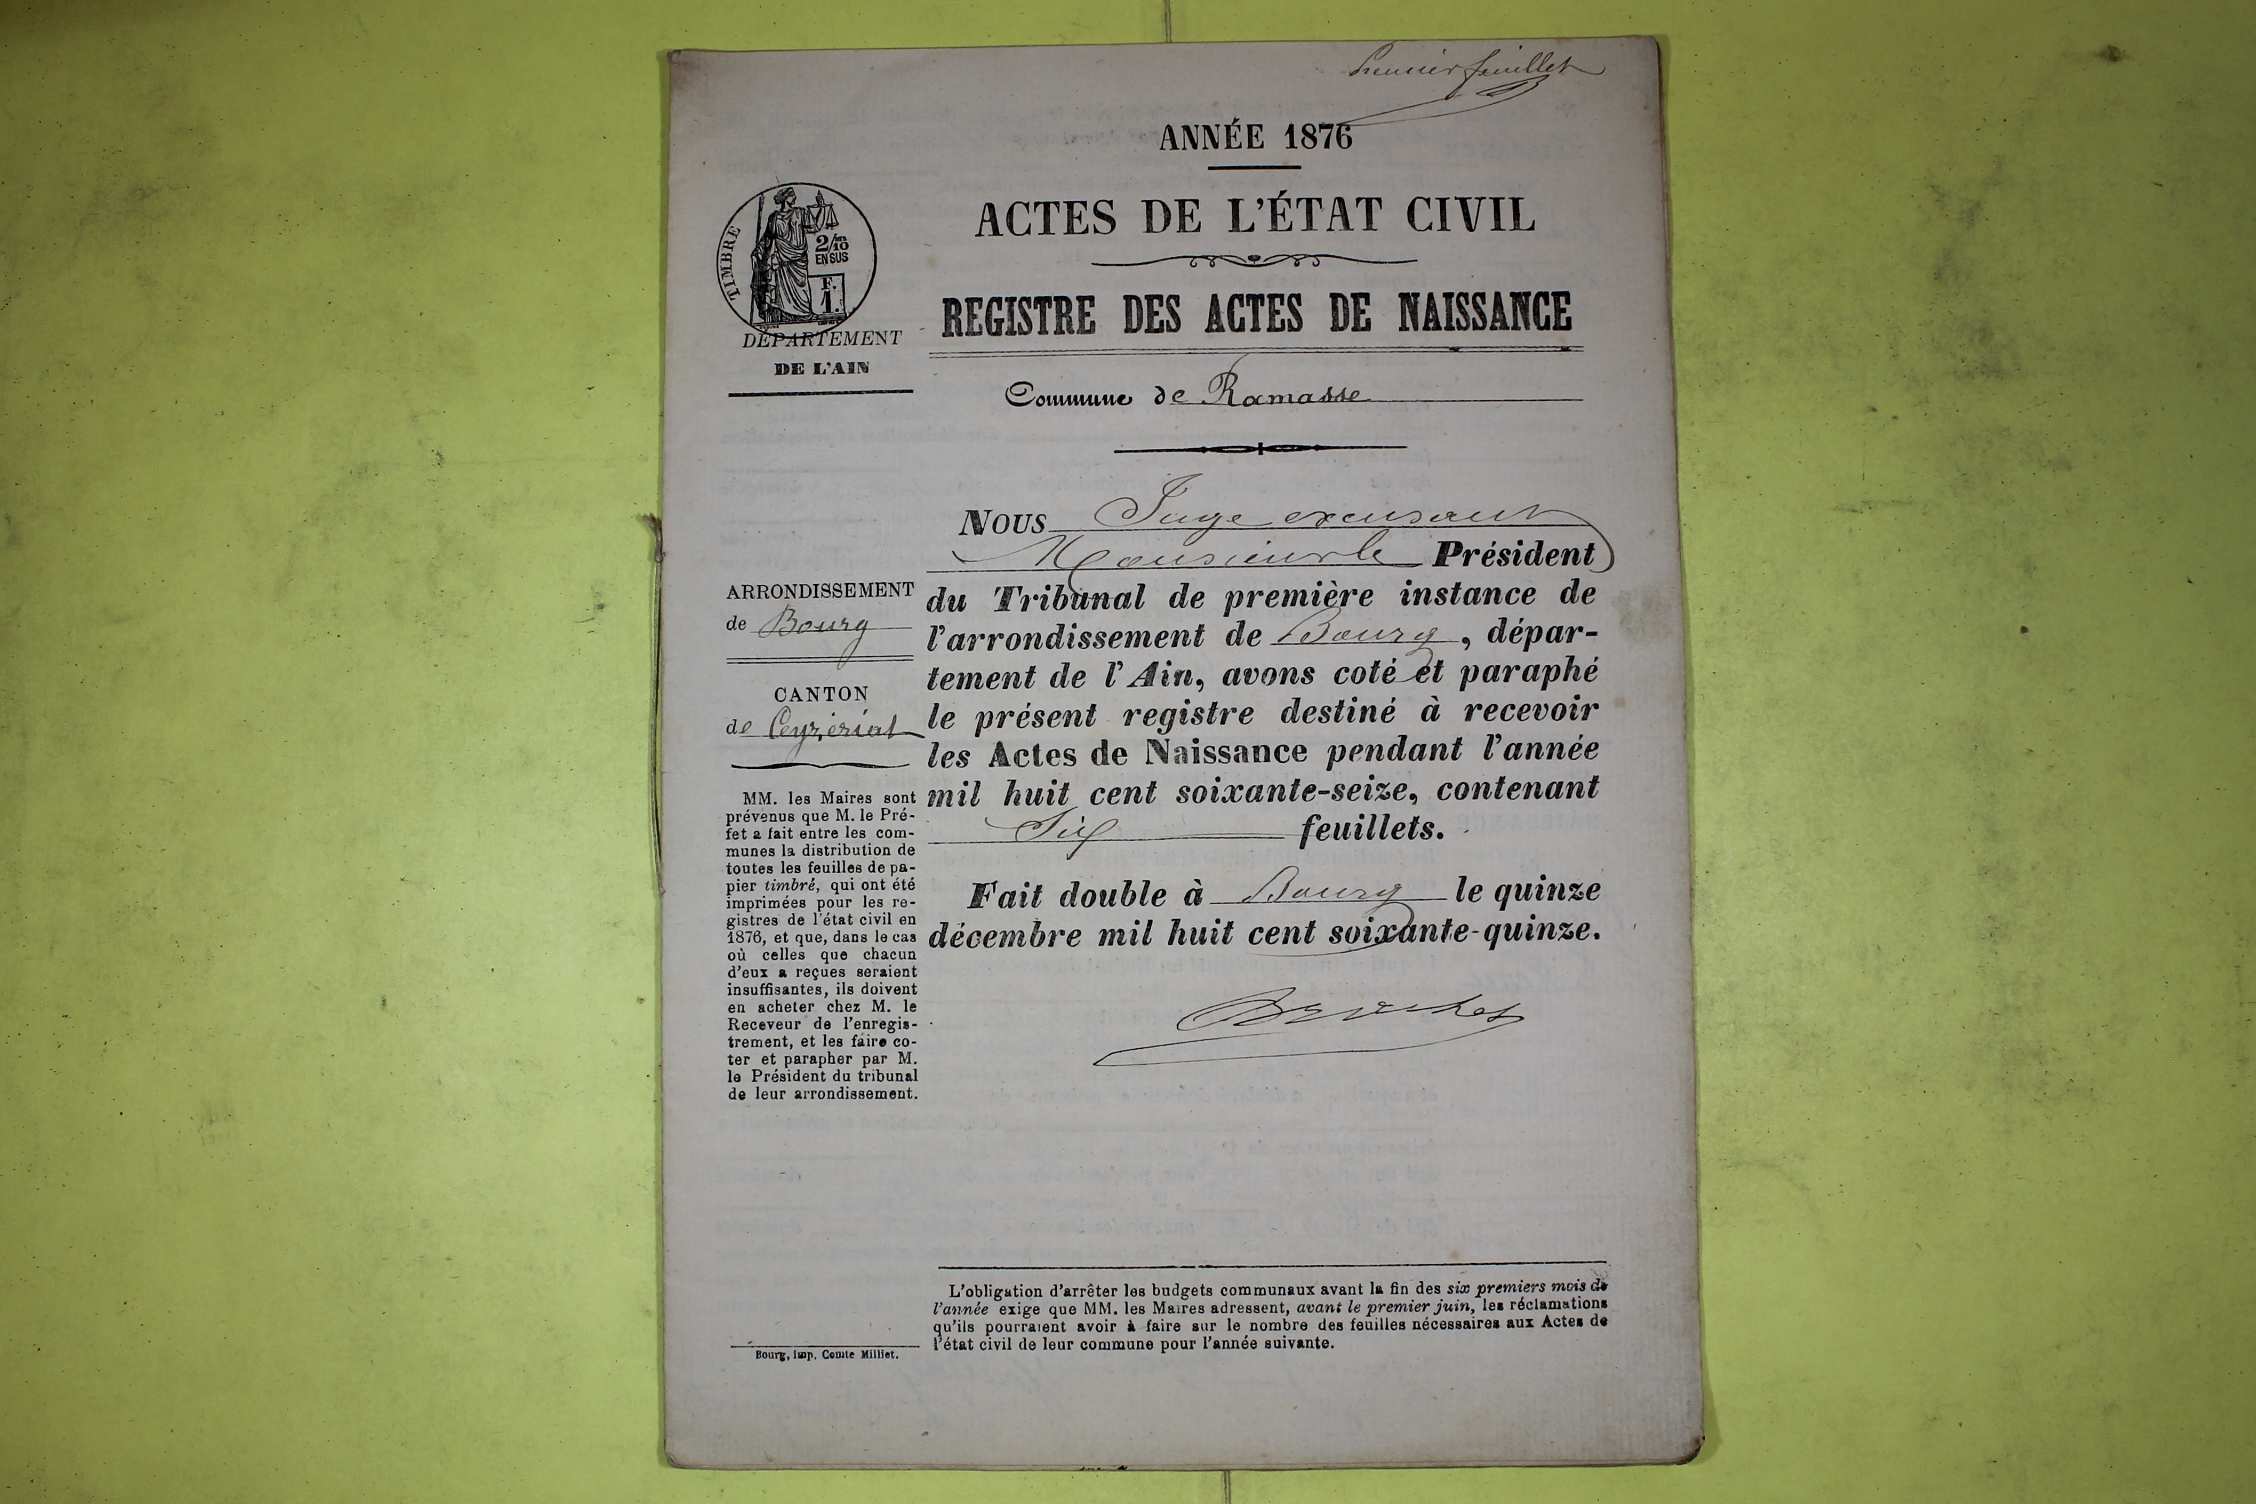 Premier feuillet
ANNÉE 1876
ACTES DE L'ÉTAT CIVIL
REGISTRE DES ACTES DE NAISSANCE
TIMBRE
2/10
EN SUS
F.
1.
DÉPARTEMENT
DE L'AIN
Commune de Ramasse
ARRONDISSEMENT
de Bourg
CANTON
de Ceyzériat
MM. les Maires sont
prévenus que M. le Pré-
fet a fait entre les com-
munes la distribution de
toutes les feuilles de pa-
pier timbré, qui ont été
imprimées pour les re-
gistres de l'état civil en
1876, et que, dans le cas
où celles que chacun
d'eux a reçues seraient
insuffisantes, ils doivent
en acheter chez M. le
Receveur de l'enregis-
trement, et les faire co-
ter et parapher par M.
le Président du tribunal
de leur arrondissement.
NOUS Juge excusant
Monsieur le Président
du Tribunal de première instance de
l'arrondissement de Bourg, dépar-
tement de l'Ain, avons coté et paraphé
le présent registre destiné à recevoir
les Actes de Naissance pendant l'année
mil huit cent soixante-seize, contenant
Six feuillets.
Fait double à Bourg le quinze
décembre mil huit cent soixante-quinze.
L'obligation d'arrêter les budgets communaux avant la fin des six premiers mois de
l'année exige que MM. les Maires adressent, avant le premier juin, les réclamations
qu'ils pourraient avoir à faire sur le nombre des feuilles nécessaires aux Actes de
l'état civil de leur commune pour l'année suivante.
Bourg, imp. Comte Milliet.